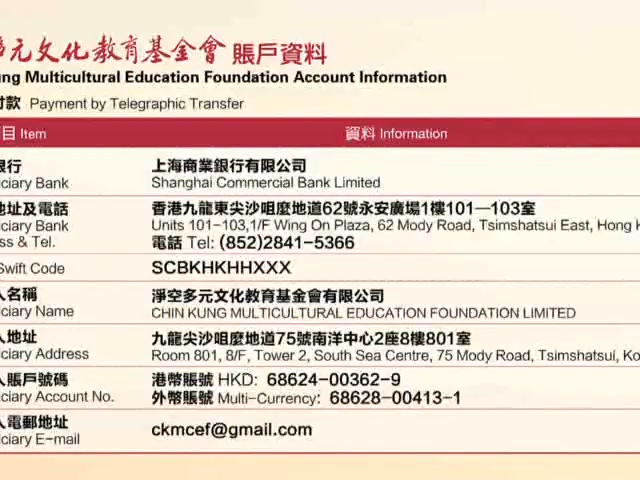 元文化教育基金會 賬戶資料
ung Multicultural Education Foundation Account Information
付款 Payment by Telegraphic Transfer
目 Item 資料 Information
銀行 上海商業銀行有限公司
ciary Bank Shanghai Commercial Bank Limited
地址及電話 香港九龍東尖沙咀麼地道62號永安廣場1樓101—103室
ciary Bank Units 101-103,1/F Wing On Plaza, 62 Mody Road, Tsimshatsui East, Hong K
ss & Tel. 電話 Tel: (852)2841-5366
Swift Code SCBKHKHHXXX
人名稱 淨空多元文化教育基金會有限公司
ciary Name CHIN KUNG MULTICULTURAL EDUCATION FOUNDATION LIMITED
人地址 九龍尖沙咀麼地道75號南洋中心2座8樓801室
ciary Address Room 801, 8/F, Tower 2, South Sea Centre, 75 Mody Road, Tsimshatsui, Ko
人賬戶號碼 港幣賬號 HKD: 68624-00362-9
ciary Account No. 外幣賬號 Multi-Currency: 68628-00413-1
人電郵地址 ckmcef@gmail.com
ciary E-mail